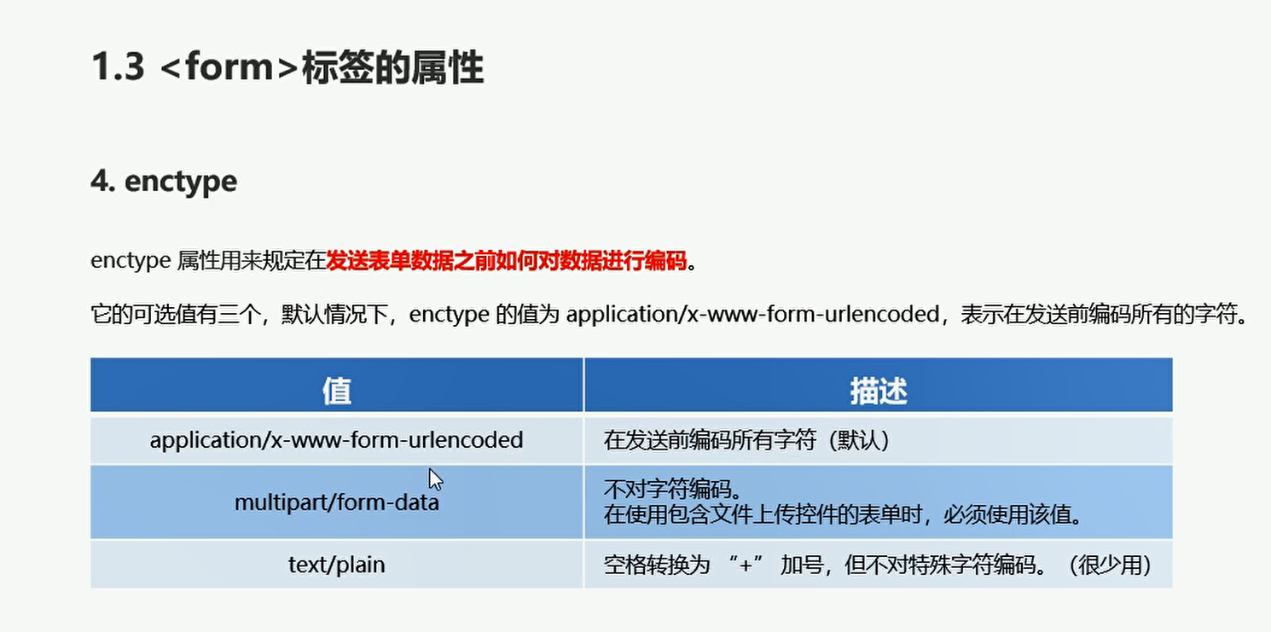 1.3 <form>标签的属性
4. enctype
enctype 属性用来规定在发送表单数据之前如何对数据进行编码。
它的可选值有三个，默认情况下，enctype 的值为 application/x-www-form-urlencoded，表示在发送前编码所有的字符。
值 描述
application/x-www-form-urlencoded 在发送前编码所有字符（默认）
multipart/form-data 不对字符编码。
在使用包含文件上传控件的表单时，必须使用该值。
text/plain 空格转换为 “+” 加号，但不对特殊字符编码。（很少用）